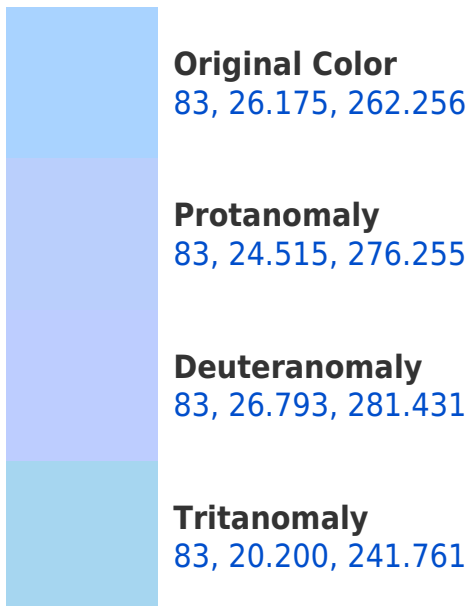 Original Color
83, 26.175, 262.256
Protanomaly
83, 24.515, 276.255
Deuteranomaly
83, 26.793, 281.431
Tritanomaly
83, 20.200, 241.761